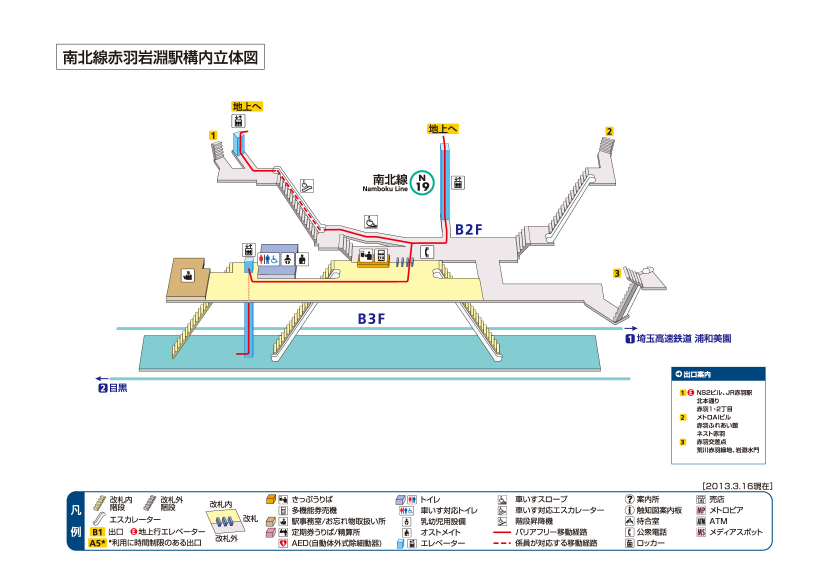 南北線赤羽岩淵駅構内立体図
地上へ
1
地上へ
2
南北線
Namboku Line
N
19
B2F
3
B3F
1 埼玉高速鉄道 浦和美園
2 目黒
出口案内
1 E NS2ビル、JR赤羽駅
北本通り
赤羽1・2丁目
2 メトロAIビル
赤羽ふれあい館
ネスト赤羽
3 赤羽交差点
荒川赤羽緑地、岩淵水門
[2013.3.16現在]
凡例
改札内階段
改札外階段
エスカレーター
B1 出口 E 地上行エレベーター
A5* *利用に時間制限のある出口
改札内
改札
改札外
きっぷうりば
多機能券売機
駅事務室/お忘れ物取扱い所
定期券うりば/精算所
AED(自動体外式除細動器)
トイレ
車いす対応トイレ
乳幼児用設備
オストメイト
エレベーター
車いすスロープ
車いす対応エスカレーター
階段昇降機
バリアフリー移動経路
係員が対応する移動経路
案内所
触知図案内板
待合室
公衆電話
ロッカー
売店
MP メトロピア
ATM ATM
MS メディアスポット